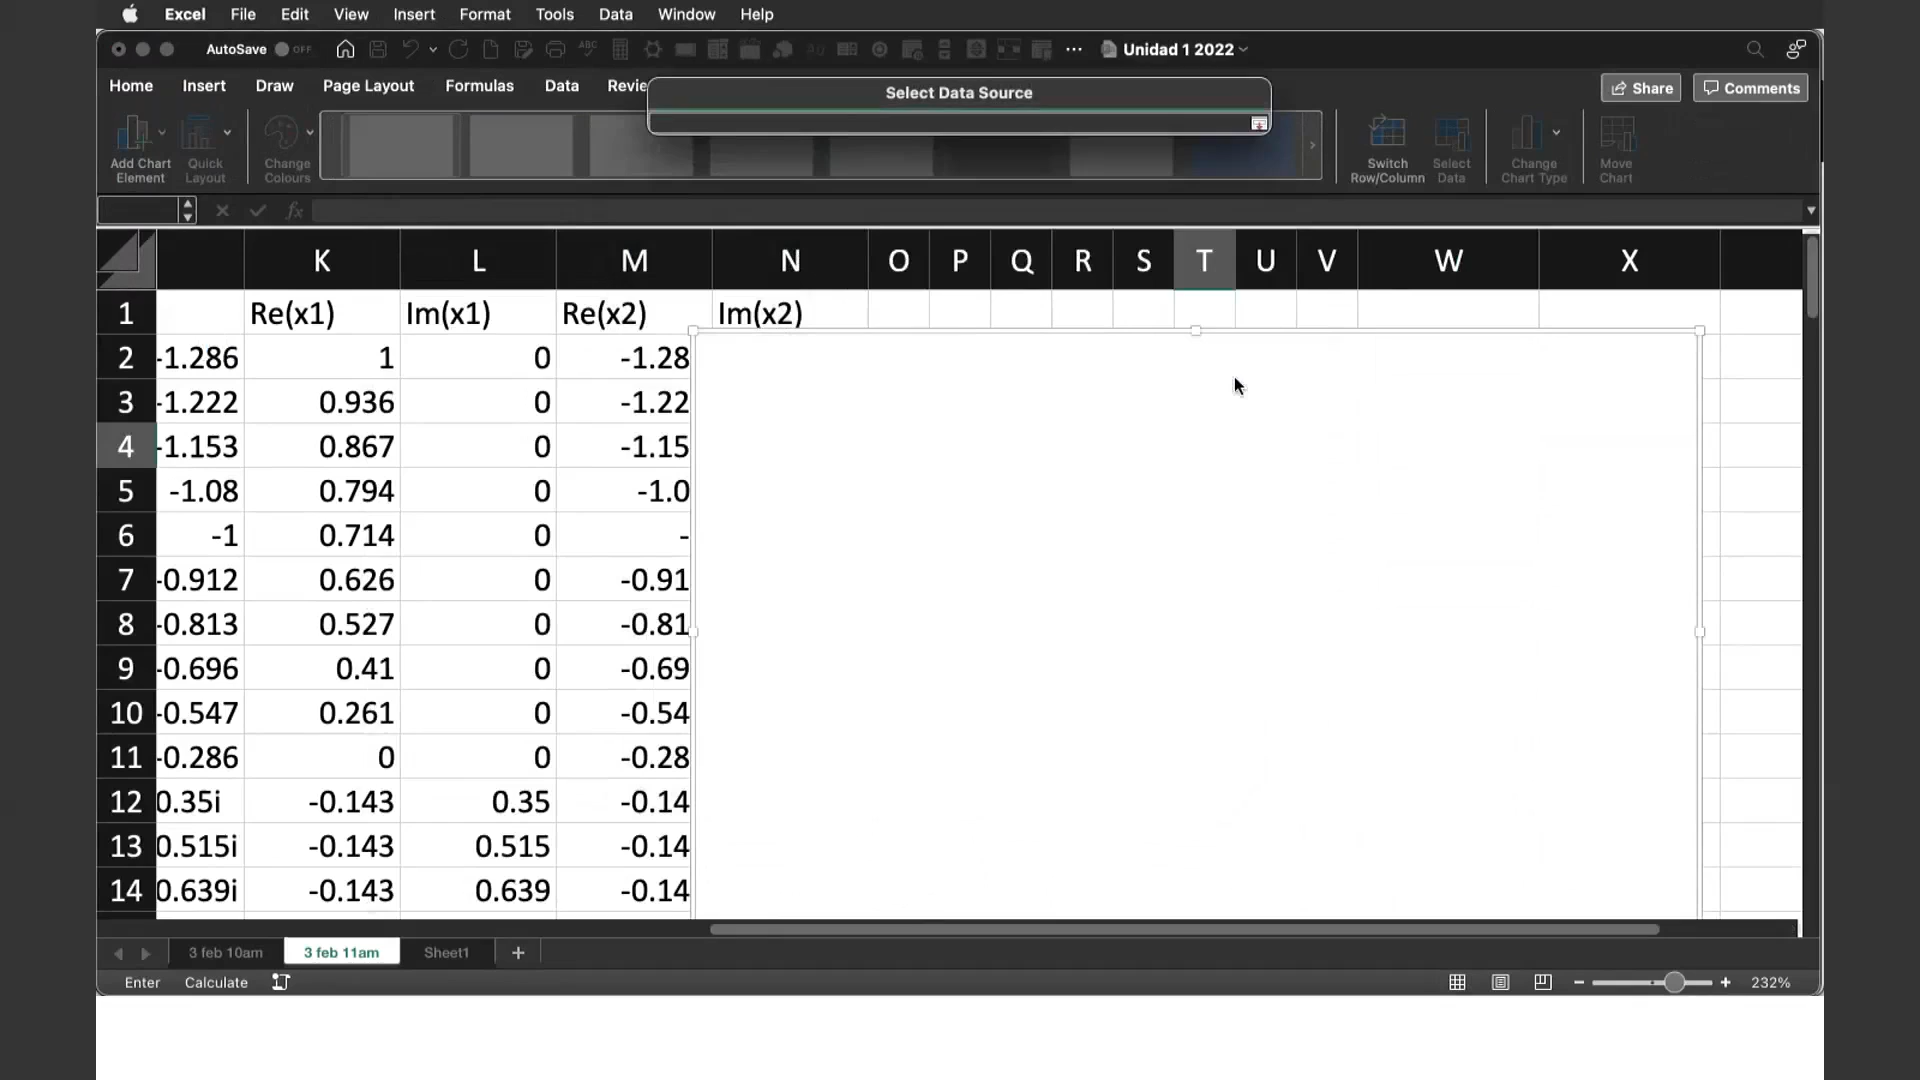 Excel File Edit View Insert Format Tools Data Window Help
AutoSave OFF ABC ... Unidad 1 2022
Home Insert Draw Page Layout Formulas Data Revie
Select Data Source
Share Comments
Add Chart Element
Quick Layout
Change Colours
Switch Row/Column
Select Data
Change Chart Type
Move Chart
fx
K L M N O P Q R S T U V W X
1 Re(x1) Im(x1) Re(x2) Im(x2)
2 -1.286 1 0 -1.28
3 -1.222 0.936 0 -1.22
4 -1.153 0.867 0 -1.15
5 -1.08 0.794 0 -1.0
6 -1 0.714 0 -
7 -0.912 0.626 0 -0.91
8 -0.813 0.527 0 -0.81
9 -0.696 0.41 0 -0.69
10 -0.547 0.261 0 -0.54
11 -0.286 0 0 -0.28
12 0.35i -0.143 0.35 -0.14
13 0.515i -0.143 0.515 -0.14
14 0.639i -0.143 0.639 -0.14
3 feb 10am 3 feb 11am Sheet1 +
Enter Calculate − + 232%